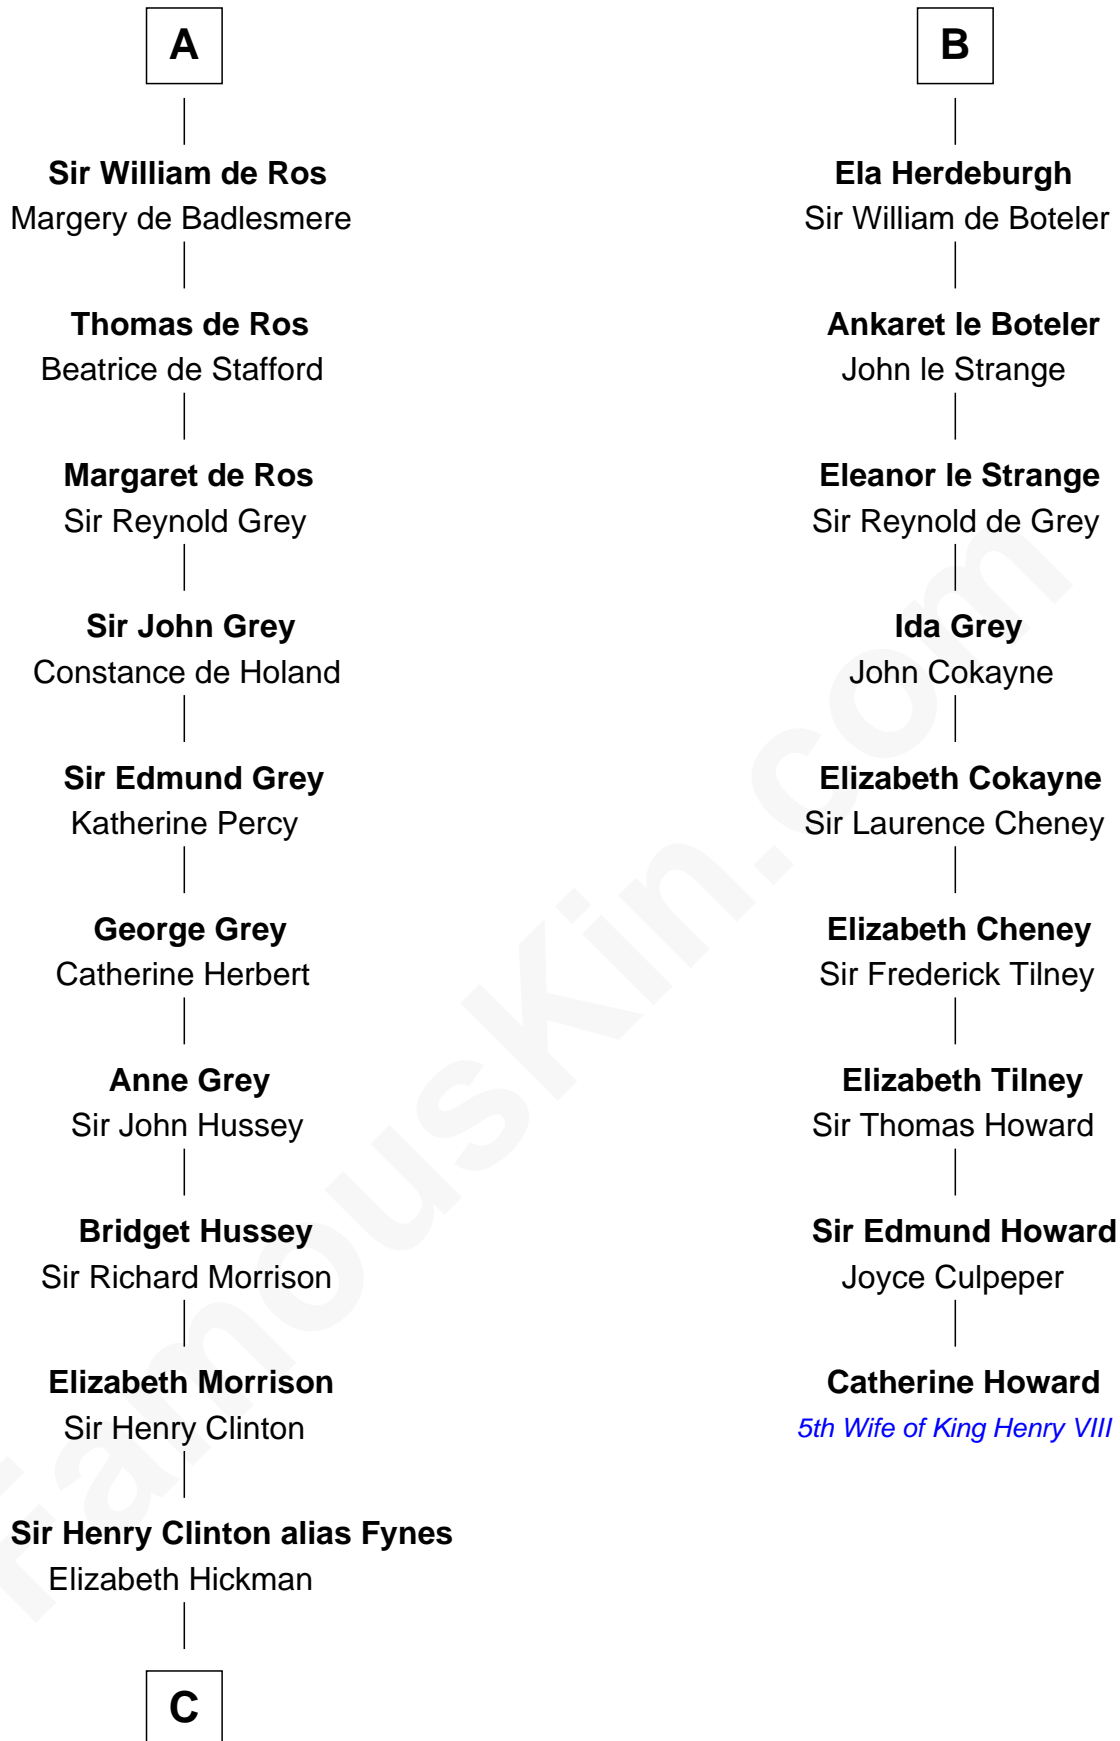 A
Sir William de Ros
Margery de Badlesmere
Thomas de Ros
Beatrice de Stafford
Margaret de Ros
Sir Reynold Grey
Sir John Grey
Constance de Holand
Sir Edmund Grey
Katherine Percy
George Grey
Catherine Herbert
Anne Grey
Sir John Hussey
Bridget Hussey
Sir Richard Morrison
Elizabeth Morrison
Sir Henry Clinton
Sir Henry Clinton alias Fynes
Elizabeth Hickman
C
B
Ela Herdeburgh
Sir William de Boteler
Ankaret le Boteler
John le Strange
Eleanor le Strange
Sir Reynold de Grey
Ida Grey
John Cokayne
Elizabeth Cokayne
Sir Laurence Cheney
Elizabeth Cheney
Sir Frederick Tilney
Elizabeth Tilney
Sir Thomas Howard
Sir Edmund Howard
Joyce Culpeper
Catherine Howard
5th Wife of King Henry VIII
FamousKin.com